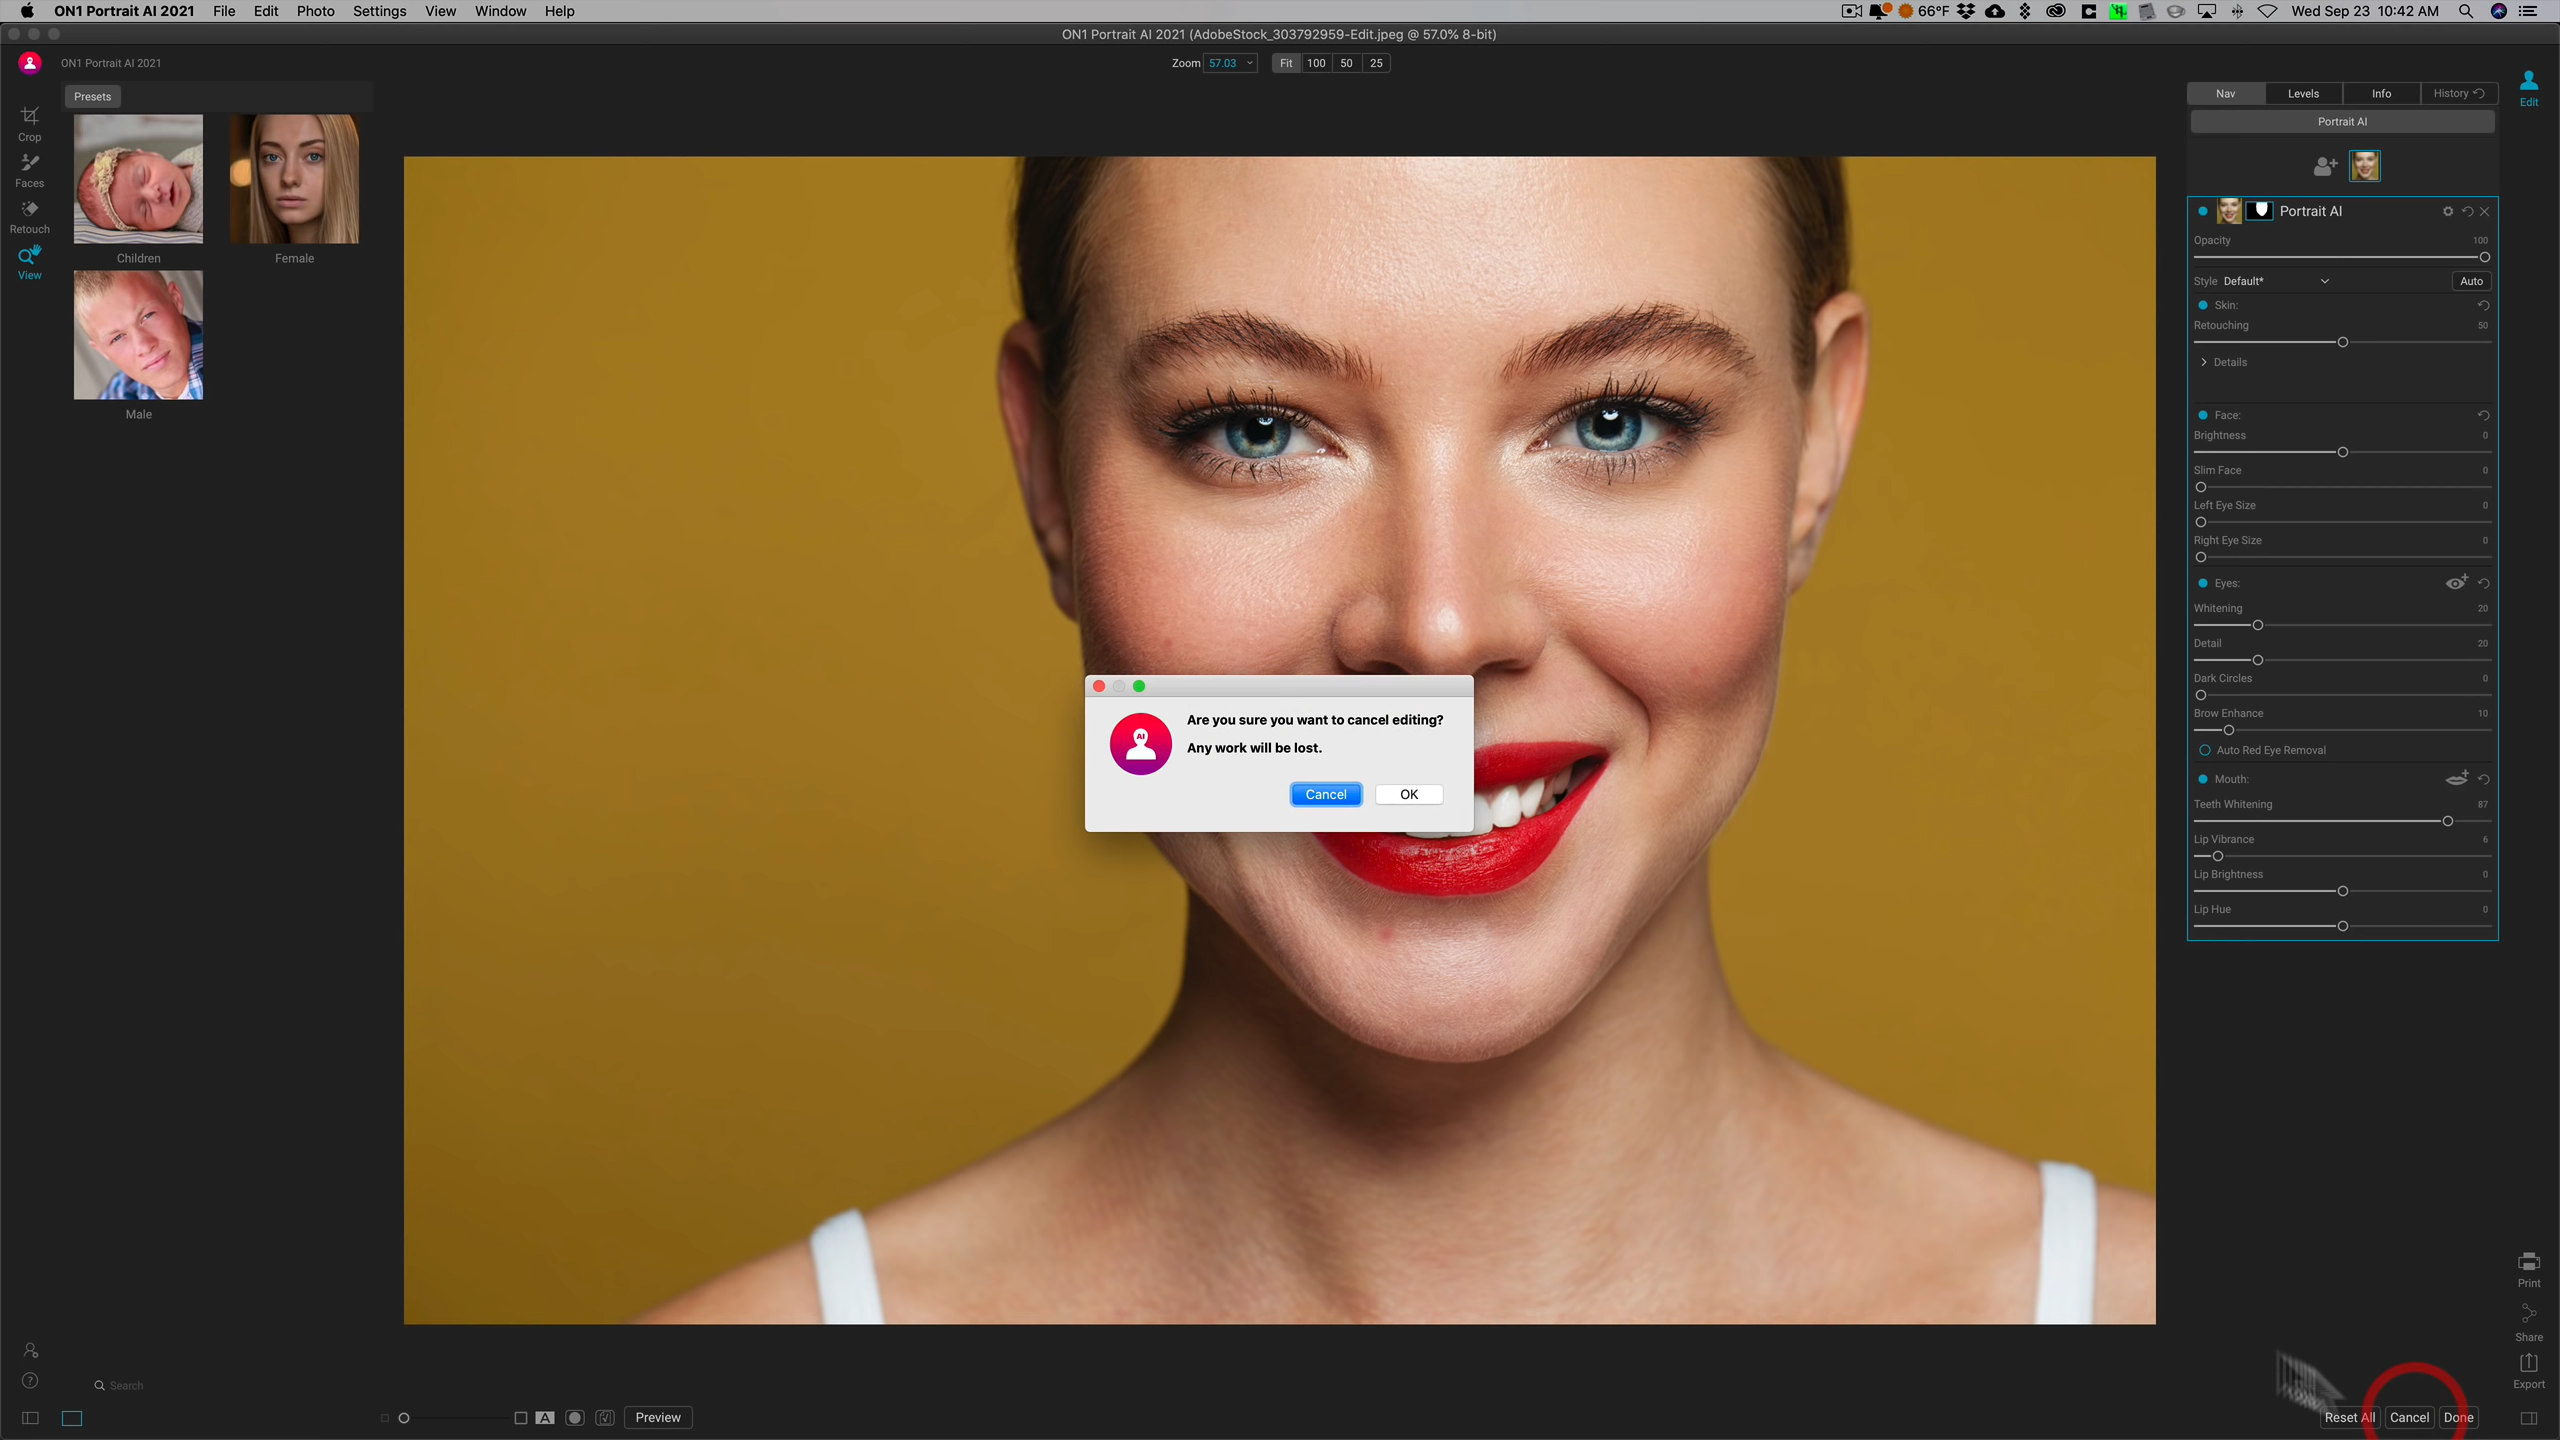 ON1 Portrait AI 2021 File Edit Photo Settings View Window Help 66°F Wed Sep 23 10:42 AM
ON1 Portrait AI 2021 (AdobeStock_303792959-Edit.jpeg @ 57.0% 8-bit)
ON1 Portrait AI 2021
Zoom 57.03 Fit 100 50 25
Presets
Nav Levels Info History
Edit
Portrait AI
Crop
Faces
Retouch
View
Children Female
Male
Portrait AI
Opacity 100
Style Default* Auto
Skin:
Retouching 50
Details
Face:
Brightness 0
Slim Face 0
Left Eye Size 0
Right Eye Size 0
Eyes:
Whitening 20
Detail 20
Dark Circles 0
Brow Enhance 10
Auto Red Eye Removal
Mouth:
Teeth Whitening 87
Lip Vibrance 6
Lip Brightness 0
Lip Hue 0
AI
Are you sure you want to cancel editing?
Any work will be lost.
Cancel OK
Print
Share
Export
Search
A
Preview
Reset All Cancel Done